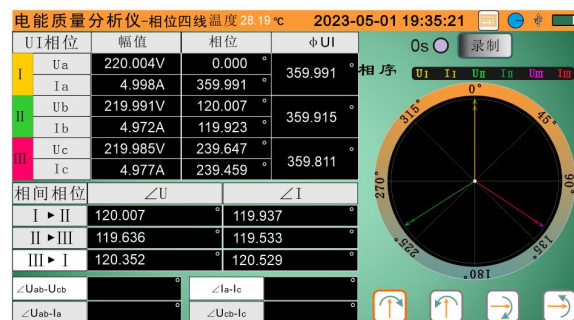 电能质量分析仪-相位四线温度28.19℃ 2023-05-01 19:35:21
UI相位 幅值 相位 ΦUI 0s 录制
I Ua 220.004V 0.000 ° 359.991 °
Ia 4.998A 359.991 °
相序 UI II UII III UIII IIII
II Ub 219.991V 120.007 ° 359.915 °
Ib 4.972A 119.923 °
III Uc 219.985V 239.647 ° 359.811 °
Ic 4.977A 239.459 °
0° 45° 90° 135° 180° 225° 270° 315°
相间相位 ∠U ∠I
I ► II 120.007 ° 119.937 °
II ► III 119.636 ° 119.533 °
III ► I 120.352 ° 120.529 °
∠Uab-Ucb ° ∠Ia-Ic °
∠Uab-Ia ° ∠Ucb-Ic °